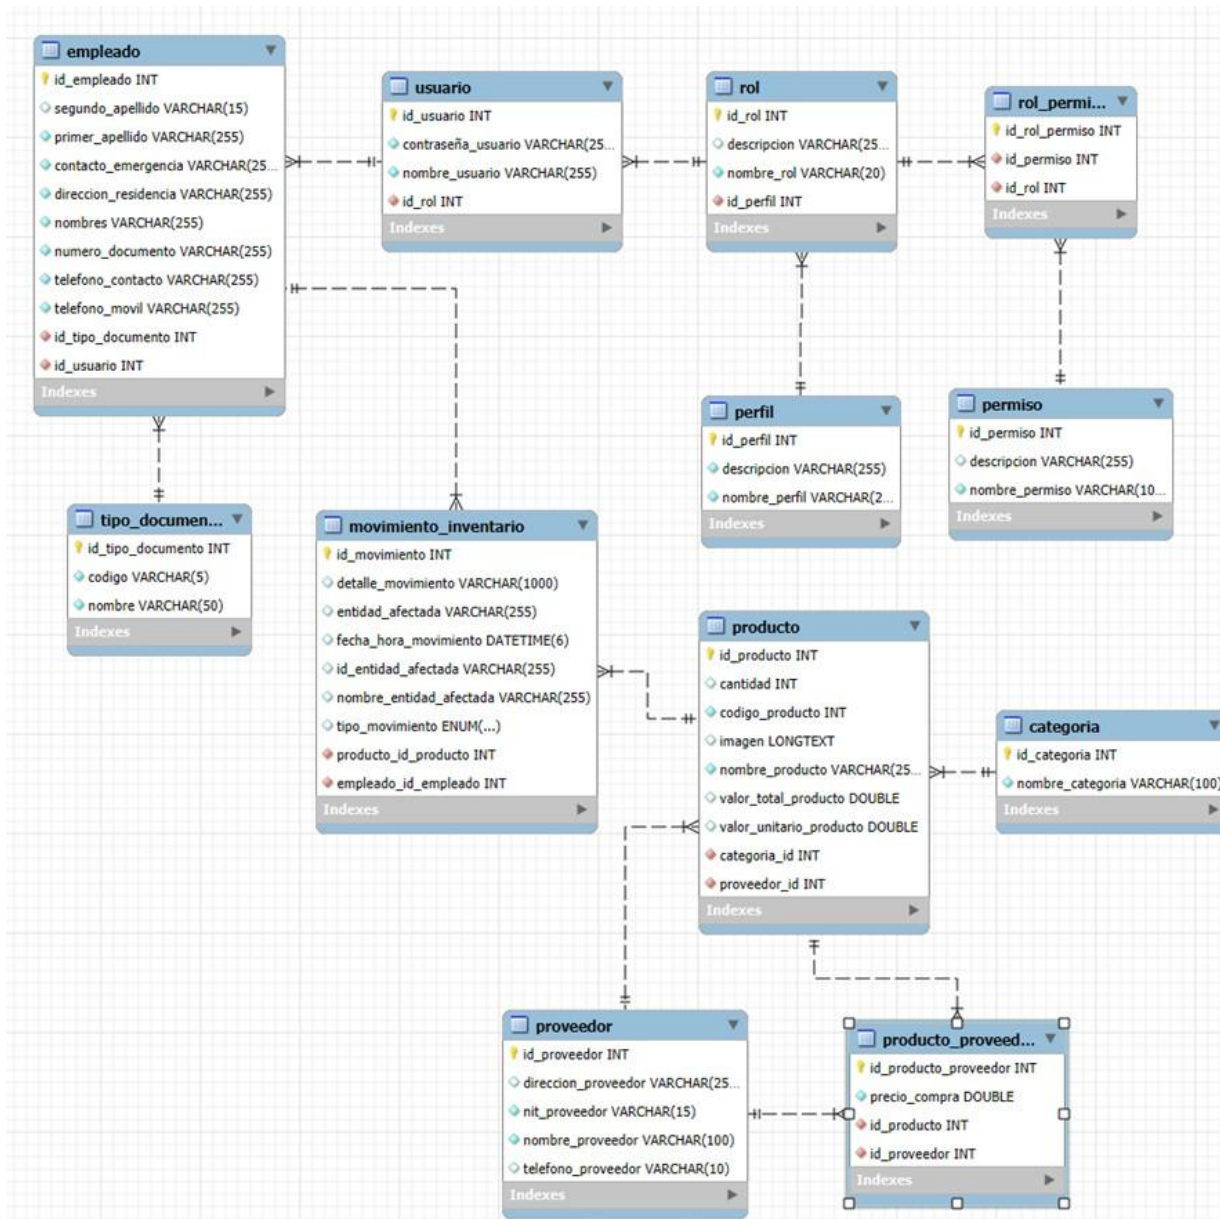 empleado
id_empleado INT
segundo_apellido VARCHAR(15)
primer_apellido VARCHAR(255)
contacto_emergencia VARCHAR(25...
direccion_residencia VARCHAR(255)
nombres VARCHAR(255)
numero_documento VARCHAR(255)
telefono_contacto VARCHAR(255)
telefono_movil VARCHAR(255)
id_tipo_documento INT
id_usuario INT
Indexes
usuario
id_usuario INT
contraseña_usuario VARCHAR(25...
nombre_usuario VARCHAR(255)
id_rol INT
Indexes
rol
id_rol INT
descripcion VARCHAR(25...
nombre_rol VARCHAR(20)
id_perfil INT
Indexes
rol_permi...
id_rol_permiso INT
id_permiso INT
id_rol INT
Indexes
perfil
id_perfil INT
descripcion VARCHAR(255)
nombre_perfil VARCHAR(2...
Indexes
permiso
id_permiso INT
descripcion VARCHAR(255)
nombre_permiso VARCHAR(10...
Indexes
tipo_documen...
id_tipo_documento INT
codigo VARCHAR(5)
nombre VARCHAR(50)
Indexes
movimiento_inventario
id_movimiento INT
detalle_movimiento VARCHAR(1000)
entidad_afectada VARCHAR(255)
fecha_hora_movimiento DATETIME(6)
id_entidad_afectada VARCHAR(255)
nombre_entidad_afectada VARCHAR(255)
tipo_movimiento ENUM(...)
producto_id_producto INT
empleado_id_empleado INT
Indexes
producto
id_producto INT
cantidad INT
codigo_producto INT
imagen LONGTEXT
nombre_producto VARCHAR(25...
valor_total_producto DOUBLE
valor_unitario_producto DOUBLE
categoria_id INT
proveedor_id INT
Indexes
categoria
id_categoria INT
nombre_categoria VARCHAR(100)
Indexes
proveedor
id_proveedor INT
direccion_proveedor VARCHAR(25...
nit_proveedor VARCHAR(15)
nombre_proveedor VARCHAR(100)
telefono_proveedor VARCHAR(10)
Indexes
producto_proveed...
id_producto_proveedor INT
precio_compra DOUBLE
id_producto INT
id_proveedor INT
Indexes